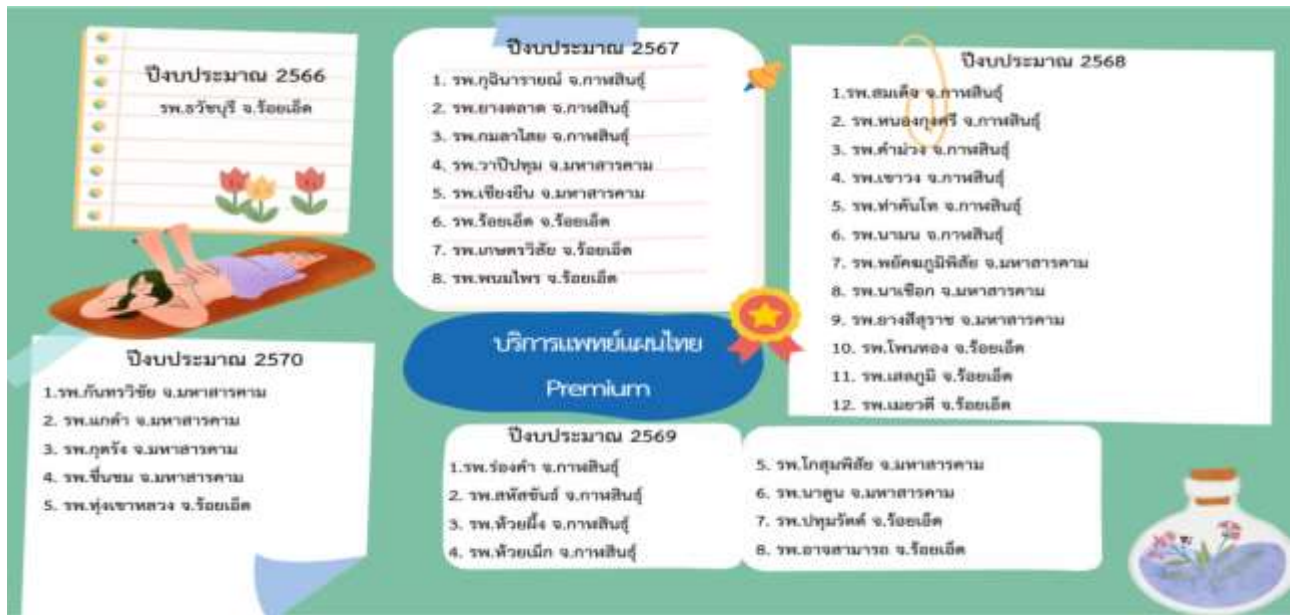 ปีงบประมาณ 2566
รพ.ธวัชบุรี จ.ร้อยเอ็ด
ปีงบประมาณ 2567
1. รพ.กุฉินารายณ์ จ.กาฬสินธุ์
2. รพ.ยางตลาด จ.กาฬสินธุ์
3. รพ.กมลาไสย จ.กาฬสินธุ์
4. รพ.วาปีปทุม จ.มหาสารคาม
5. รพ.เชียงยืน จ.มหาสารคาม
6. รพ.ร้อยเอ็ด จ.ร้อยเอ็ด
7. รพ.เกษตรวิสัย จ.ร้อยเอ็ด
8. รพ.พนมไพร จ.ร้อยเอ็ด
ปีงบประมาณ 2568
1.รพ.สมเด็จ จ.กาฬสินธุ์
2. รพ.หนองกุงศรี จ.กาฬสินธุ์
3. รพ.คำม่วง จ.กาฬสินธุ์
4. รพ.เขาวง จ.กาฬสินธุ์
5. รพ.ท่าคันโท จ.กาฬสินธุ์
6. รพ.นามน จ.กาฬสินธุ์
7. รพ.พยัคฆภูมิพิสัย จ.มหาสารคาม
8. รพ.นาเชือก จ.มหาสารคาม
9. รพ.ยางสีสุราช จ.มหาสารคาม
10. รพ.โพนทอง จ.ร้อยเอ็ด
11. รพ.เสลภูมิ จ.ร้อยเอ็ด
12. รพ.เมยวดี จ.ร้อยเอ็ด
บริการแพทย์แผนไทย
Premium
ปีงบประมาณ 2570
1.รพ.กันทรวิชัย จ.มหาสารคาม
2. รพ.แกดำ จ.มหาสารคาม
3. รพ.กุดรัง จ.มหาสารคาม
4. รพ.ชื่นชม จ.มหาสารคาม
5. รพ.ทุ่งเขาหลวง จ.ร้อยเอ็ด
ปีงบประมาณ 2569
1.รพ.ร่องคำ จ.กาฬสินธุ์
2. รพ.สหัสขันธ์ จ.กาฬสินธุ์
3. รพ.ห้วยผึ้ง จ.กาฬสินธุ์
4. รพ.ห้วยเม็ก จ.กาฬสินธุ์
5. รพ.โกสุมพิสัย จ.มหาสารคาม
6. รพ.นาดูน จ.มหาสารคาม
7. รพ.ปทุมรัตต์ จ.ร้อยเอ็ด
8. รพ.อาจสามารถ จ.ร้อยเอ็ด